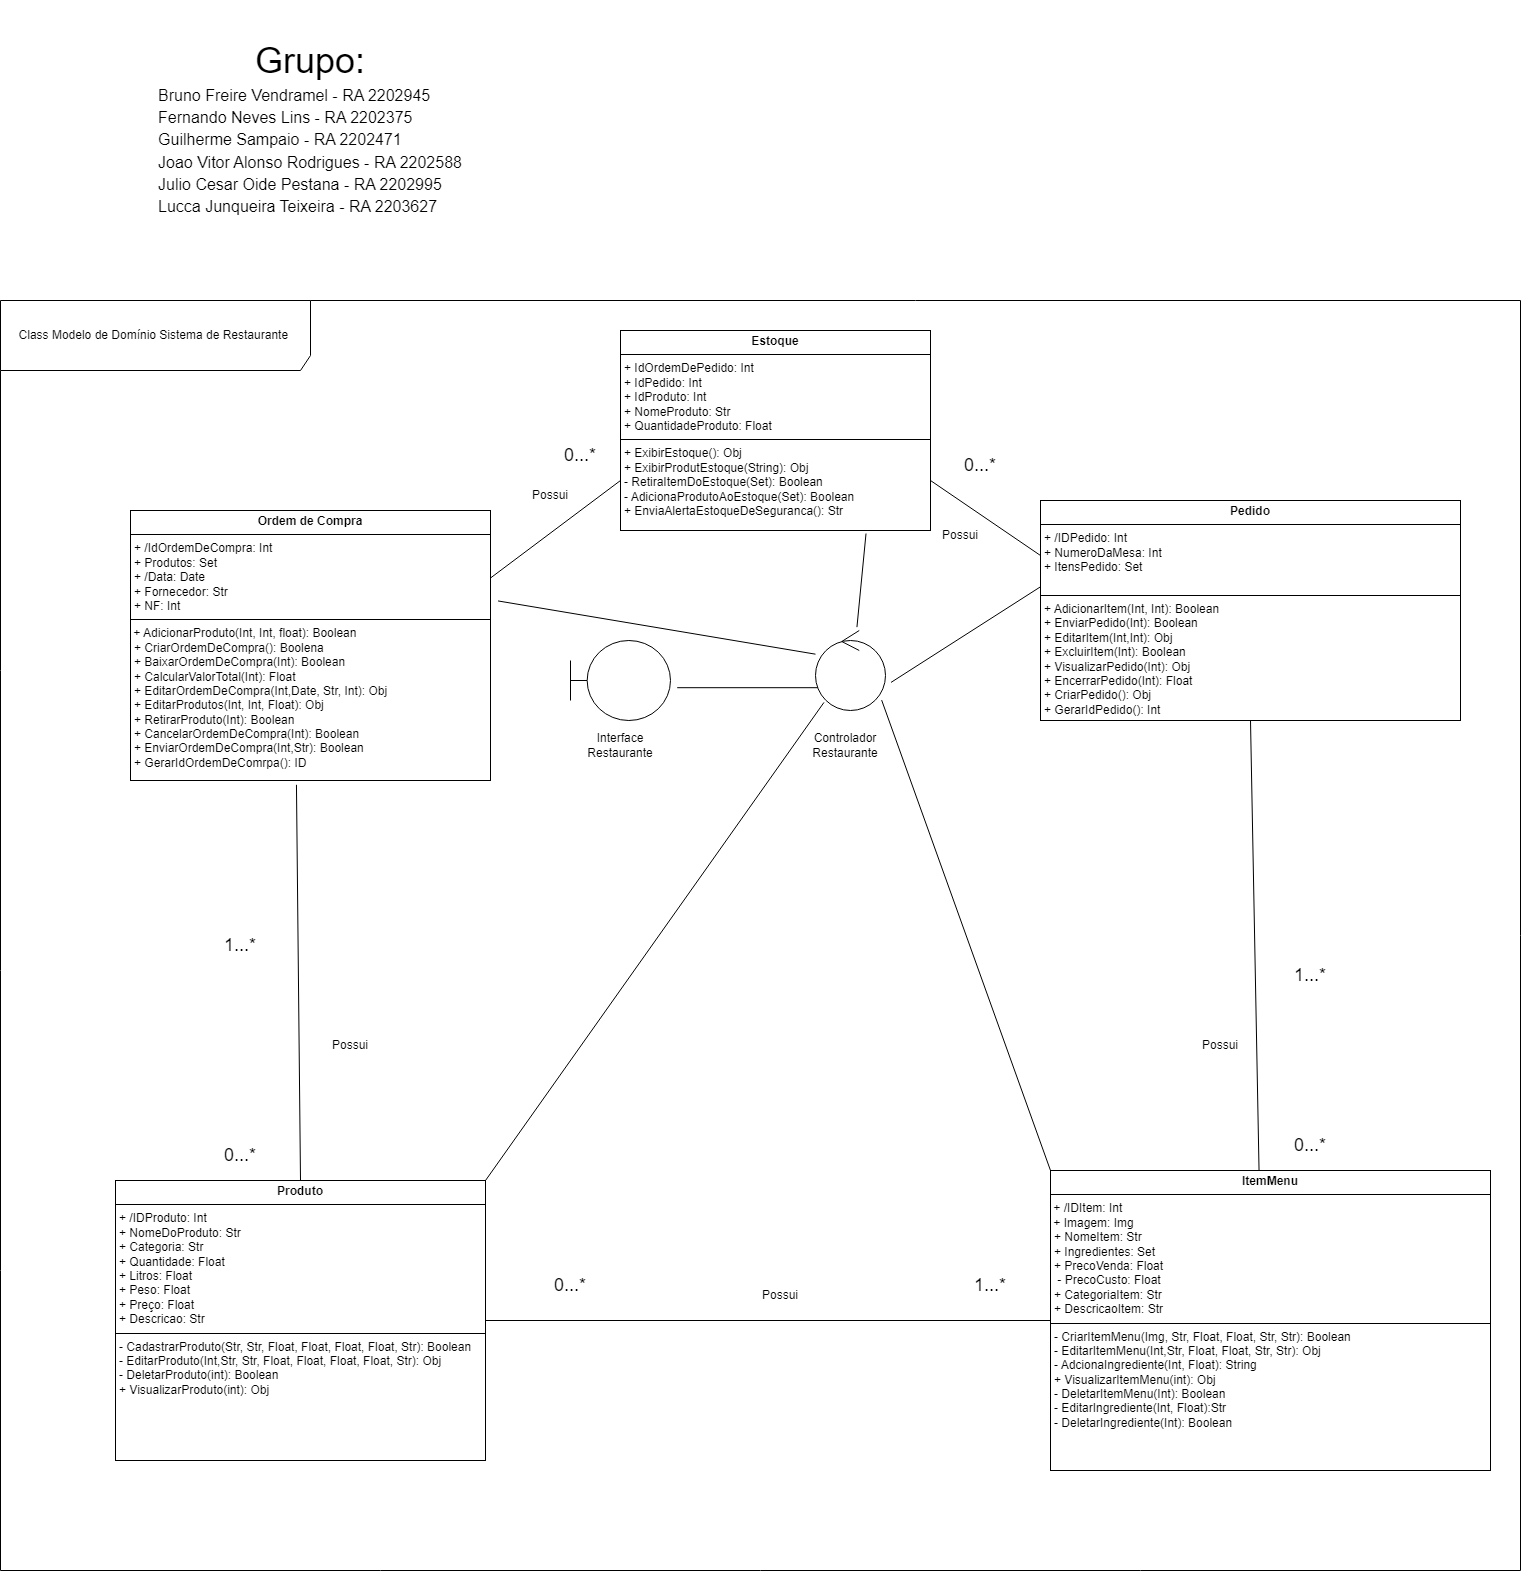 Grupo:
Bruno Freire Vendramel - RA 2202945
Fernando Neves Lins - RA 2202375
Guilherme Sampaio - RA 2202471
Joao Vitor Alonso Rodrigues - RA 2202588
Julio Cesar Oide Pestana - RA 2202995
Lucca Junqueira Teixeira - RA 2203627
Class Modelo de Domínio Sistema de Restaurante
Estoque
+ IdOrdemDePedido: Int
+ IdPedido: Int
+ IdProduto: Int
+ NomeProduto: Str
+ QuantidadeProduto: Float
+ ExibirEstoque(): Obj
+ ExibirProdutEstoque(String): Obj
- RetiraItemDoEstoque(Set): Boolean
- AdicionaProdutoAoEstoque(Set): Boolean
+ EnviaAlertaEstoqueDeSeguranca(): Str
0...*
Possui
0...*
Possui
Ordem de Compra
+ /IdOrdemDeCompra: Int
+ Produtos: Set
+ /Data: Date
+ Fornecedor: Str
+ NF: Int
+ AdicionarProduto(Int, Int, float): Boolean
+ CriarOrdemDeCompra(): Boolena
+ BaixarOrdemDeCompra(Int): Boolean
+ CalcularValorTotal(Int): Float
+ EditarOrdemDeCompra(Int,Date, Str, Int): Obj
+ EditarProdutos(Int, Int, Float): Obj
+ RetirarProduto(Int): Boolean
+ CancelarOrdemDeCompra(Int): Boolean
+ EnviarOrdemDeCompra(Int,Str): Boolean
+ GerarIdOrdemDeComrpa(): ID
Pedido
+ /IDPedido: Int
+ NumeroDaMesa: Int
+ ItensPedido: Set
+ AdicionarItem(Int, Int): Boolean
+ EnviarPedido(Int): Boolean
+ EditarItem(Int,Int): Obj
+ ExcluirItem(Int): Boolean
+ VisualizarPedido(Int): Obj
+ EncerrarPedido(Int): Float
+ CriarPedido(): Obj
+ GerarIdPedido(): Int
Interface
Restaurante
Controlador
Restaurante
1...*
Possui
0...*
1...*
Possui
0...*
Produto
+ /IDProduto: Int
+ NomeDoProduto: Str
+ Categoria: Str
+ Quantidade: Float
+ Litros: Float
+ Peso: Float
+ Preço: Float
+ Descricao: Str
- CadastrarProduto(Str, Str, Float, Float, Float, Float, Str): Boolean
- EditarProduto(Int,Str, Str, Float, Float, Float, Float, Str): Obj
- DeletarProduto(int): Boolean
+ VisualizarProduto(int): Obj
0...*
Possui
1...*
ItemMenu
+ /IDItem: Int
+ Imagem: Img
+ NomeItem: Str
+ Ingredientes: Set
+ PrecoVenda: Float
- PrecoCusto: Float
+ CategoriaItem: Str
+ DescricaoItem: Str
- CriarItemMenu(Img, Str, Float, Float, Str, Str): Boolean
- EditarItemMenu(Int,Str, Float, Float, Str, Str): Obj
- AdcionaIngrediente(Int, Float): String
+ VisualizarItemMenu(int): Obj
- DeletarItemMenu(Int): Boolean
- EditarIngrediente(Int, Float):Str
- DeletarIngrediente(Int): Boolean